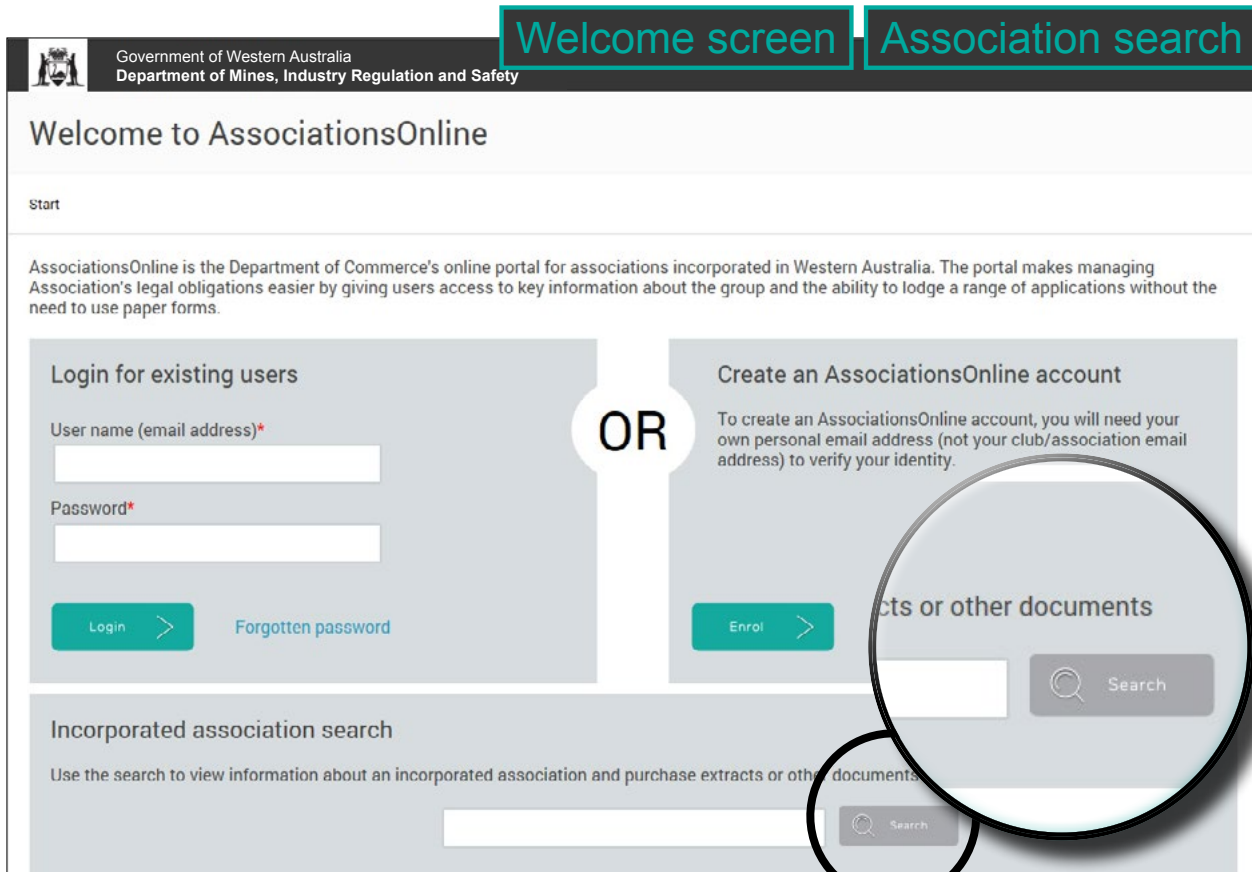 Welcome screen
Association search
Government of Western Australia
Department of Mines, Industry Regulation and Safety
Welcome to AssociationsOnline
Start
AssociationsOnline is the Department of Commerce's online portal for associations incorporated in Western Australia. The portal makes managing
Association's legal obligations easier by giving users access to key information about the group and the ability to lodge a range of applications without the
need to use paper forms.
Login for existing users
User name (email address)*
Password*
Login
Forgotten password
OR
Create an AssociationsOnline account
To create an AssociationsOnline account, you will need your
own personal email address (not your club/association email
address) to verify your identity.
Enrol
cts or other documents
Search
Incorporated association search
Use the search to view information about an incorporated association and purchase extracts or other documents
Search